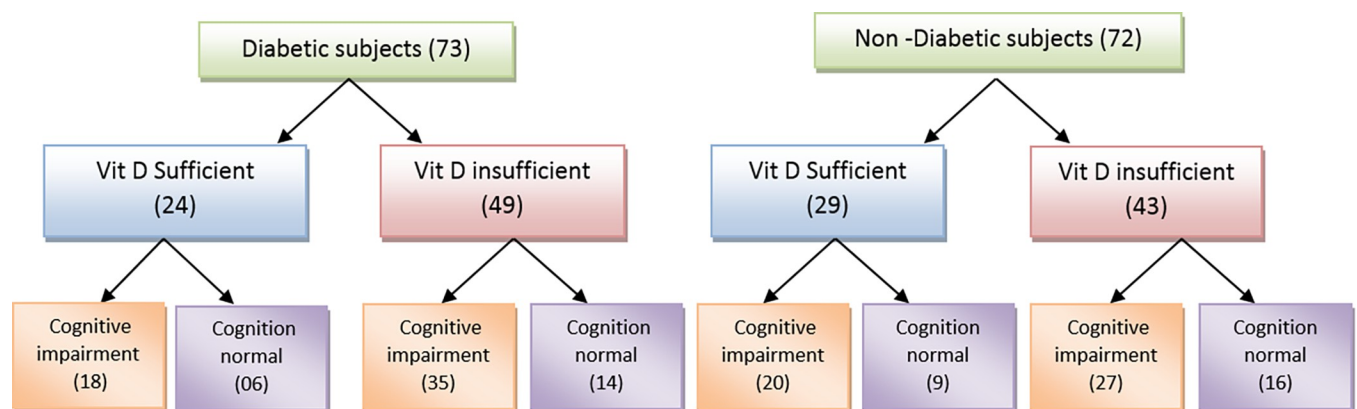 Diabetic subjects (73)
Non -Diabetic subjects (72)
Vit D Sufficient
(24)
Vit D insufficient
(49)
Vit D Sufficient
(29)
Vit D insufficient
(43)
Cognitive
impairment
(18)
Cognition
normal
(06)
Cognitive
impairment
(35)
Cognition
normal
(14)
Cognitive
impairment
(20)
Cognition
normal
(9)
Cognitive
impairment
(27)
Cognition
normal
(16)